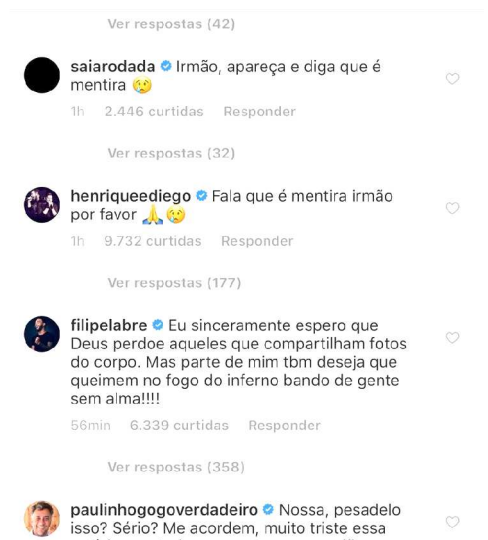 Ver respostas (42)
saiarodada Irmão, apareça e diga que é
mentira 😢
1h 2.446 curtidas Responder
Ver respostas (32)
henriqueediego Fala que é mentira irmão
por favor 🙏😢
1h 9.732 curtidas Responder
Ver respostas (177)
filipelabre Eu sinceramente espero que
Deus perdoe aqueles que compartilham fotos
do corpo. Mas parte de mim tbm deseja que
queimem no fogo do inferno bando de gente
sem alma!!!!
56min 6.339 curtidas Responder
Ver respostas (358)
paulinhogogoverdadeiro Nossa, pesadelo
isso? Sério? Me acordem, muito triste essa